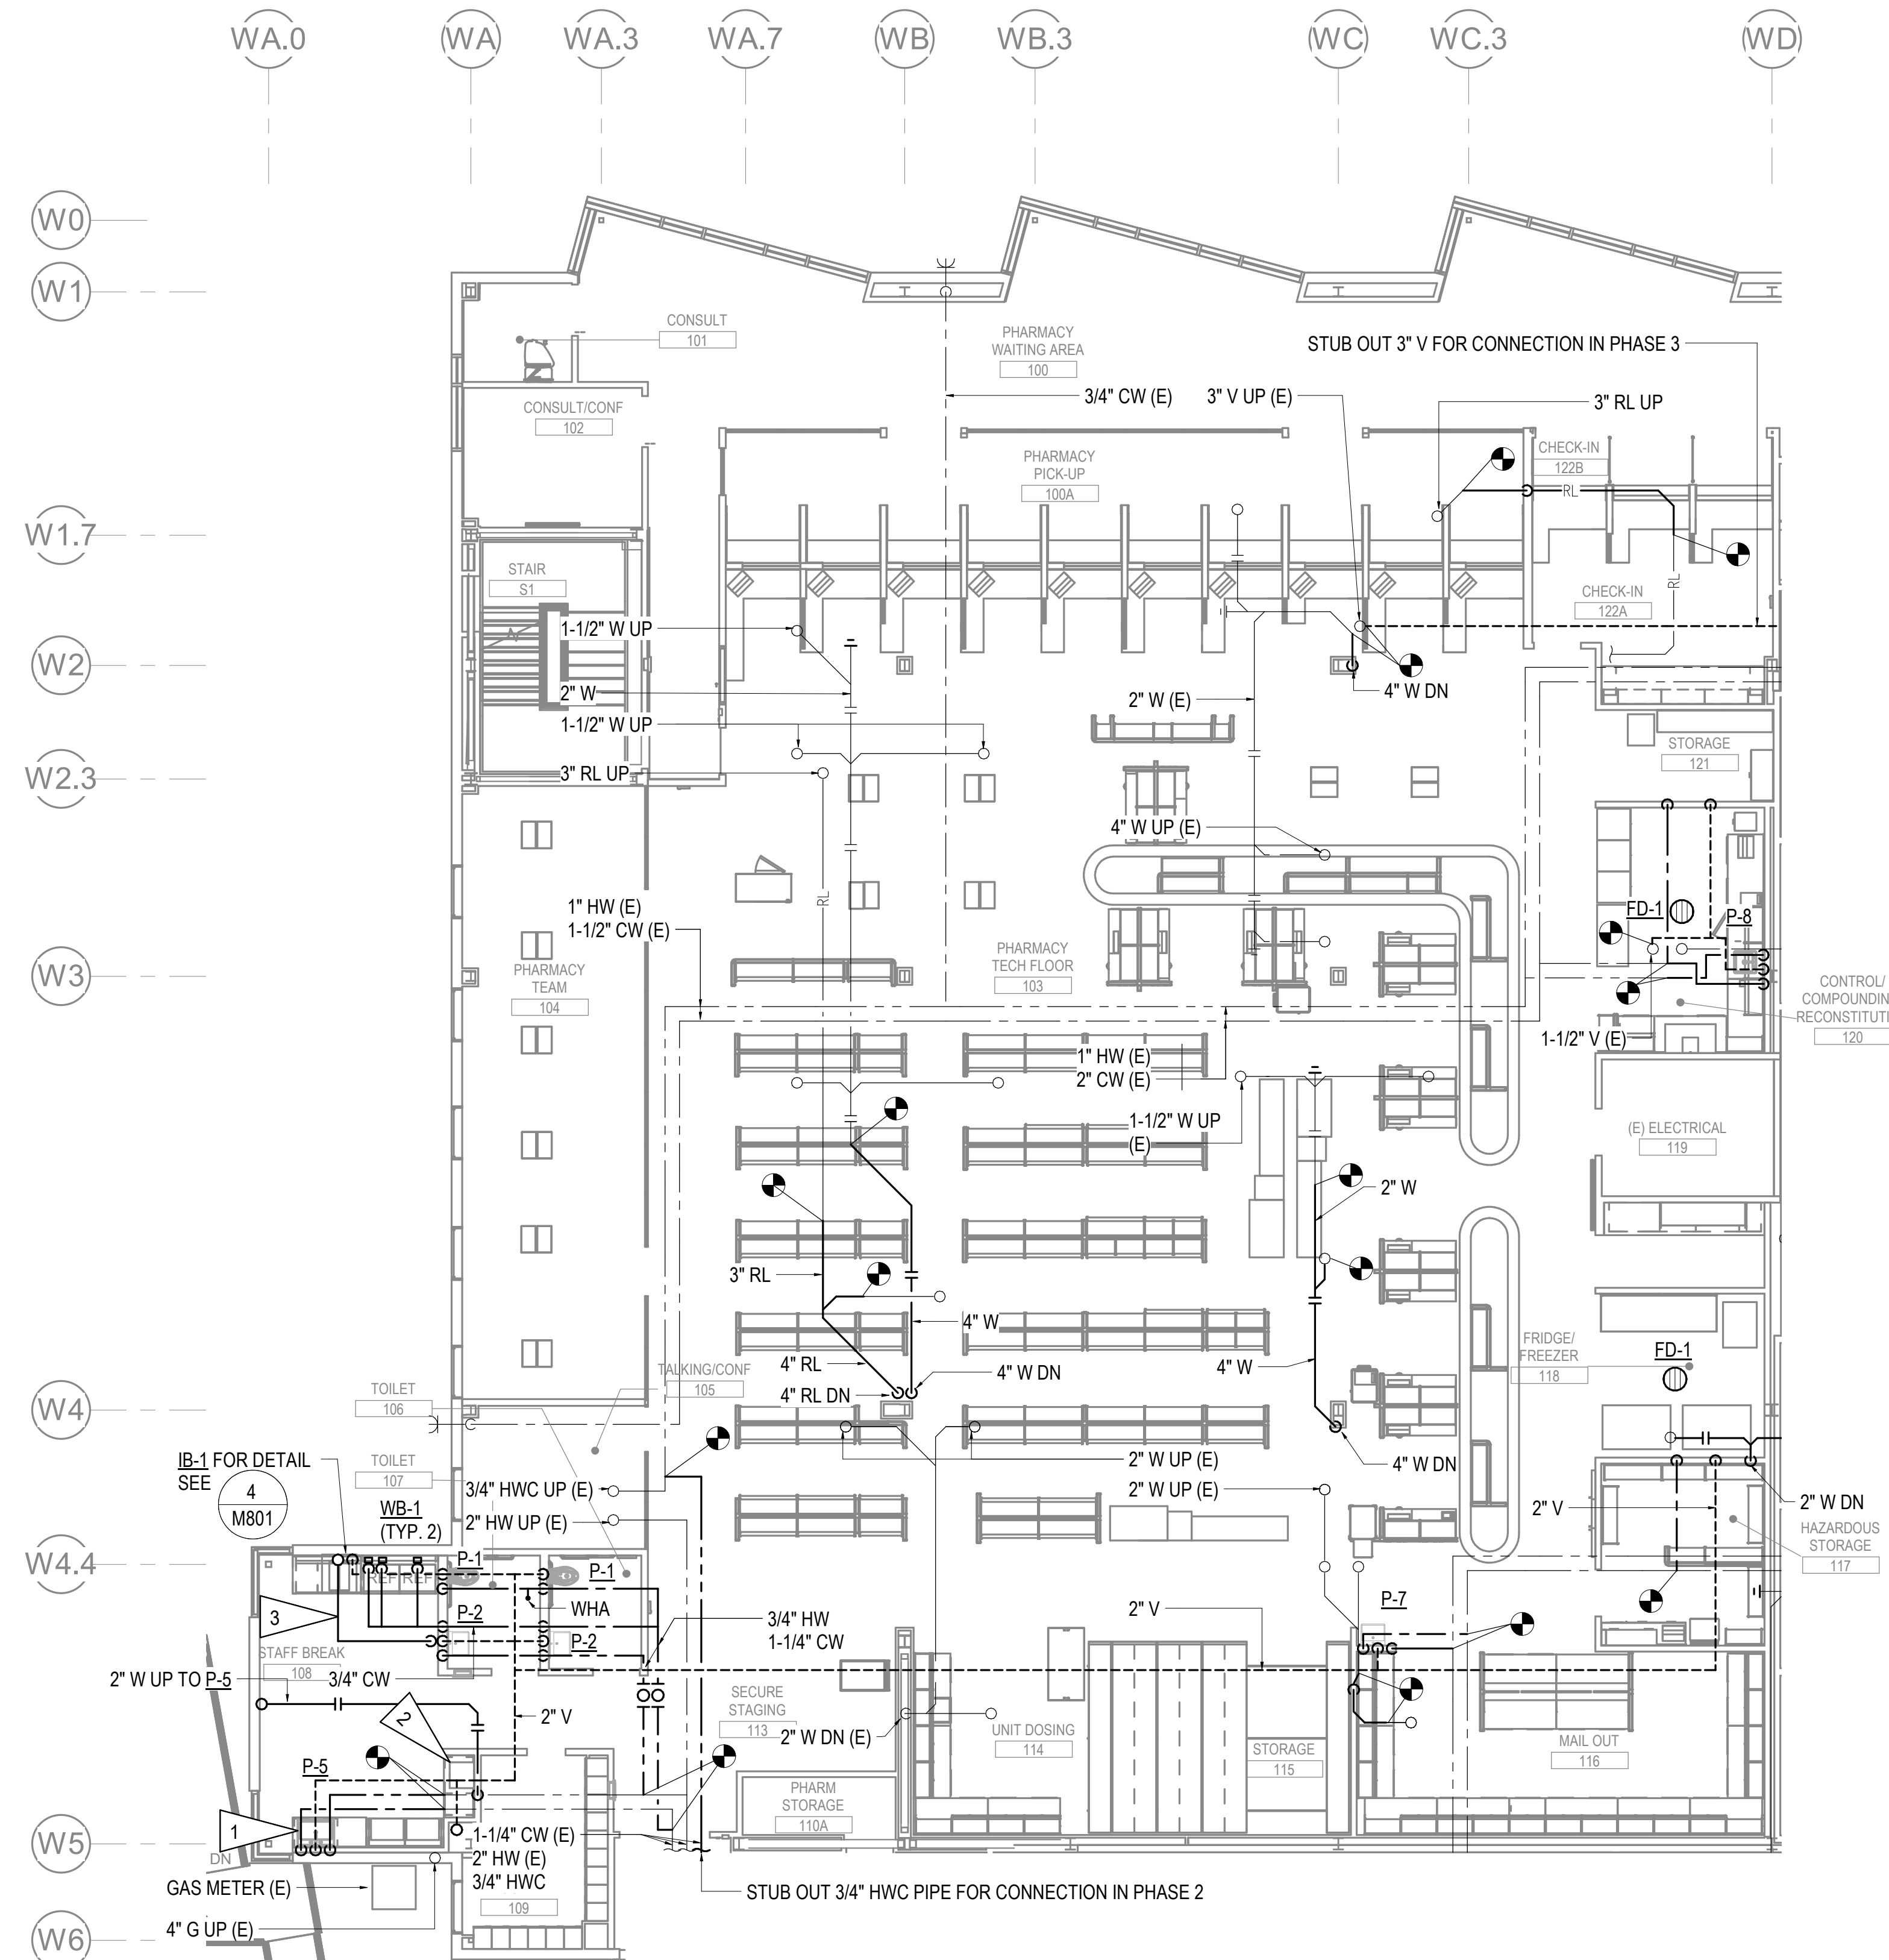 WA.0
WA
WA.3
WA.7
WB
WB.3
WC
WC.3
WD
W0
W1
W1.7
W2
W2.3
W3
W4
W4.4
W5
W6
CONSULT
101
PHARMACY
WAITING AREA
100
STUB OUT 3" V FOR CONNECTION IN PHASE 3
CONSULT/CONF
102
3/4" CW (E)
3" V UP (E)
3" RL UP
PHARMACY
PICK-UP
100A
CHECK-IN
122B
RL
STAIR
S1
RL
CHECK-IN
122A
1-1/2" W UP
2" W
2" W (E)
4" W DN
1-1/2" W UP
STORAGE
121
3" RL UP
4" W UP (E)
RL
1" HW (E)
1-1/2" CW (E)
FD-1
P-8
PHARMACY
TEAM
104
PHARMACY
TECH FLOOR
103
CONTROL/
COMPOUNDIN
RECONSTITUTI
120
1-1/2" V (E)
1" HW (E)
2" CW (E)
1-1/2" W UP
(E)
(E) ELECTRICAL
119
2" W
3" RL
4" W
4" RL
4" RL DN
4" W DN
4" W
FRIDGE/
FREEZER
118
FD-1
TALKING/CONF
105
TOILET
106
TOILET
107
IB-1 FOR DETAIL
SEE
4
M801
WB-1
(TYP. 2)
3/4" HWC UP (E)
2" HW UP (E)
2" W UP (E)
2" W UP (E)
4" W DN
2" V
2" W DN
HAZARDOUS
STORAGE
117
REF
REF
P-1
P-1
WHA
P-2
P-2
3
STAFF BREAK
108
3/4" HW
1-1/4" CW
2" V
P-7
2" W UP TO P-5
3/4" CW
2
2" V
SECURE
STAGING
113
2" W DN (E)
UNIT DOSING
114
STORAGE
115
MAIL OUT
116
P-5
PHARM
STORAGE
110A
1
DN
1-1/4" CW (E)
2" HW (E)
3/4" HWC
109
GAS METER (E)
STUB OUT 3/4" HWC PIPE FOR CONNECTION IN PHASE 2
4" G UP (E)